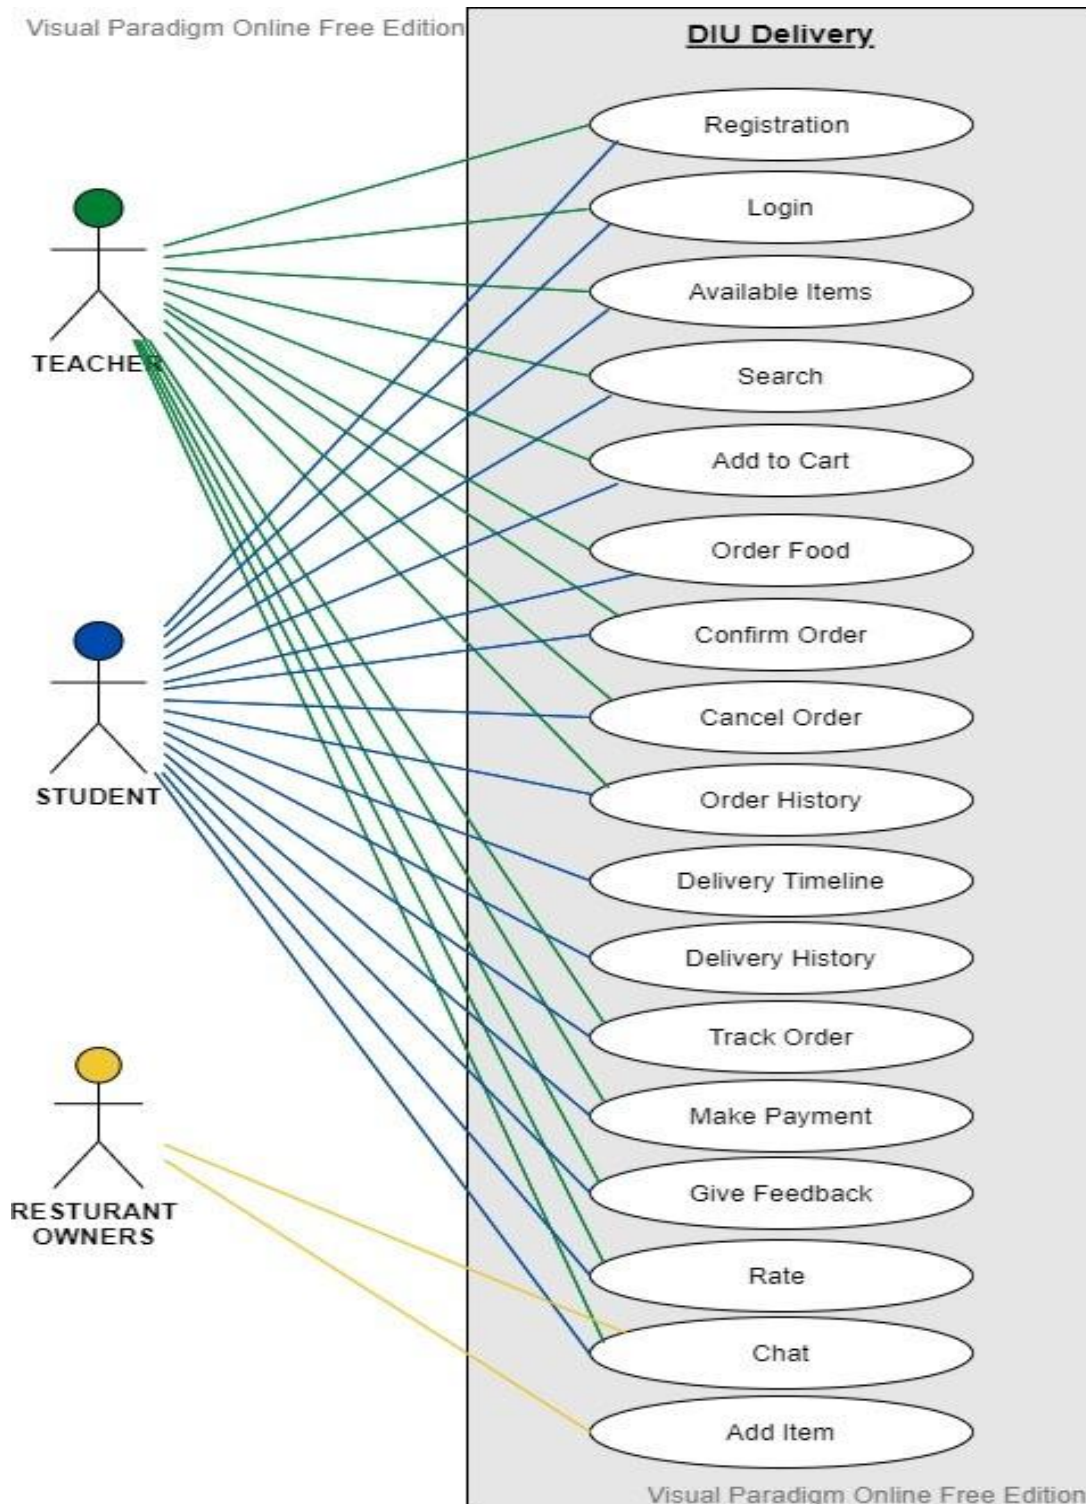 Visual Paradigm Online Free Edition
DIU Delivery
Registration
Login
TEACHER
Available Items
Search
Add to Cart
Order Food
Confirm Order
Cancel Order
STUDENT
Order History
Delivery Timeline
Delivery History
Track Order
Make Payment
RESTURANT
OWNERS
Give Feedback
Rate
Chat
Add Item
Visual Paradigm Online Free Edition